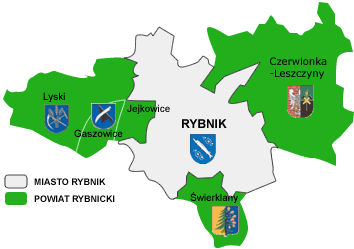 Czerwionka
-Leszczyny
Lyski
Jejkowice
Gaszowice
RYBNIK
Świerklany
MIASTO RYBNIK
POWIAT RYBNICKI